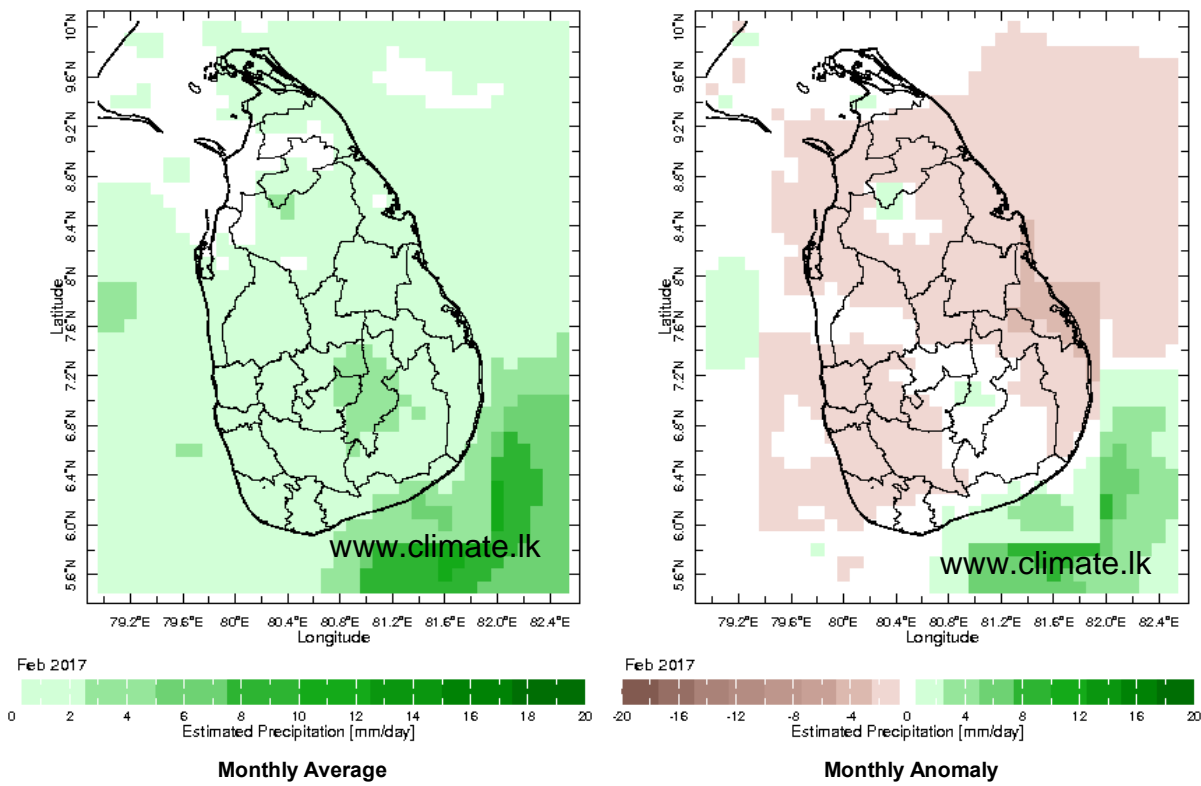 10°N
9.6°N
9.2°N
8.8°N
8.4°N
8°N
7.6°N
7.2°N
6.8°N
6.4°N
6.0°N
5.6°N
Latitude
www.climate.lk
79.2°E 79.6°E 80°E 80.4°E 80.8°E 81.2°E 81.6°E 82.0°E 82.4°E
Longitude
Feb 2017
0 2 4 6 8 10 12 14 16 18 20
Estimated Precipitation [mm/day]
Monthly Average
10°N
9.6°N
9.2°N
8.8°N
8.4°N
8°N
7.6°N
7.2°N
6.8°N
6.4°N
6.0°N
5.6°N
Latitude
www.climate.lk
79.2°E 79.6°E 80°E 80.4°E 80.8°E 81.2°E 81.6°E 82.0°E 82.4°E
Longitude
Feb 2017
-20 -16 -12 -8 -4 0 4 8 12 16 20
Estimated Precipitation [mm/day]
Monthly Anomaly